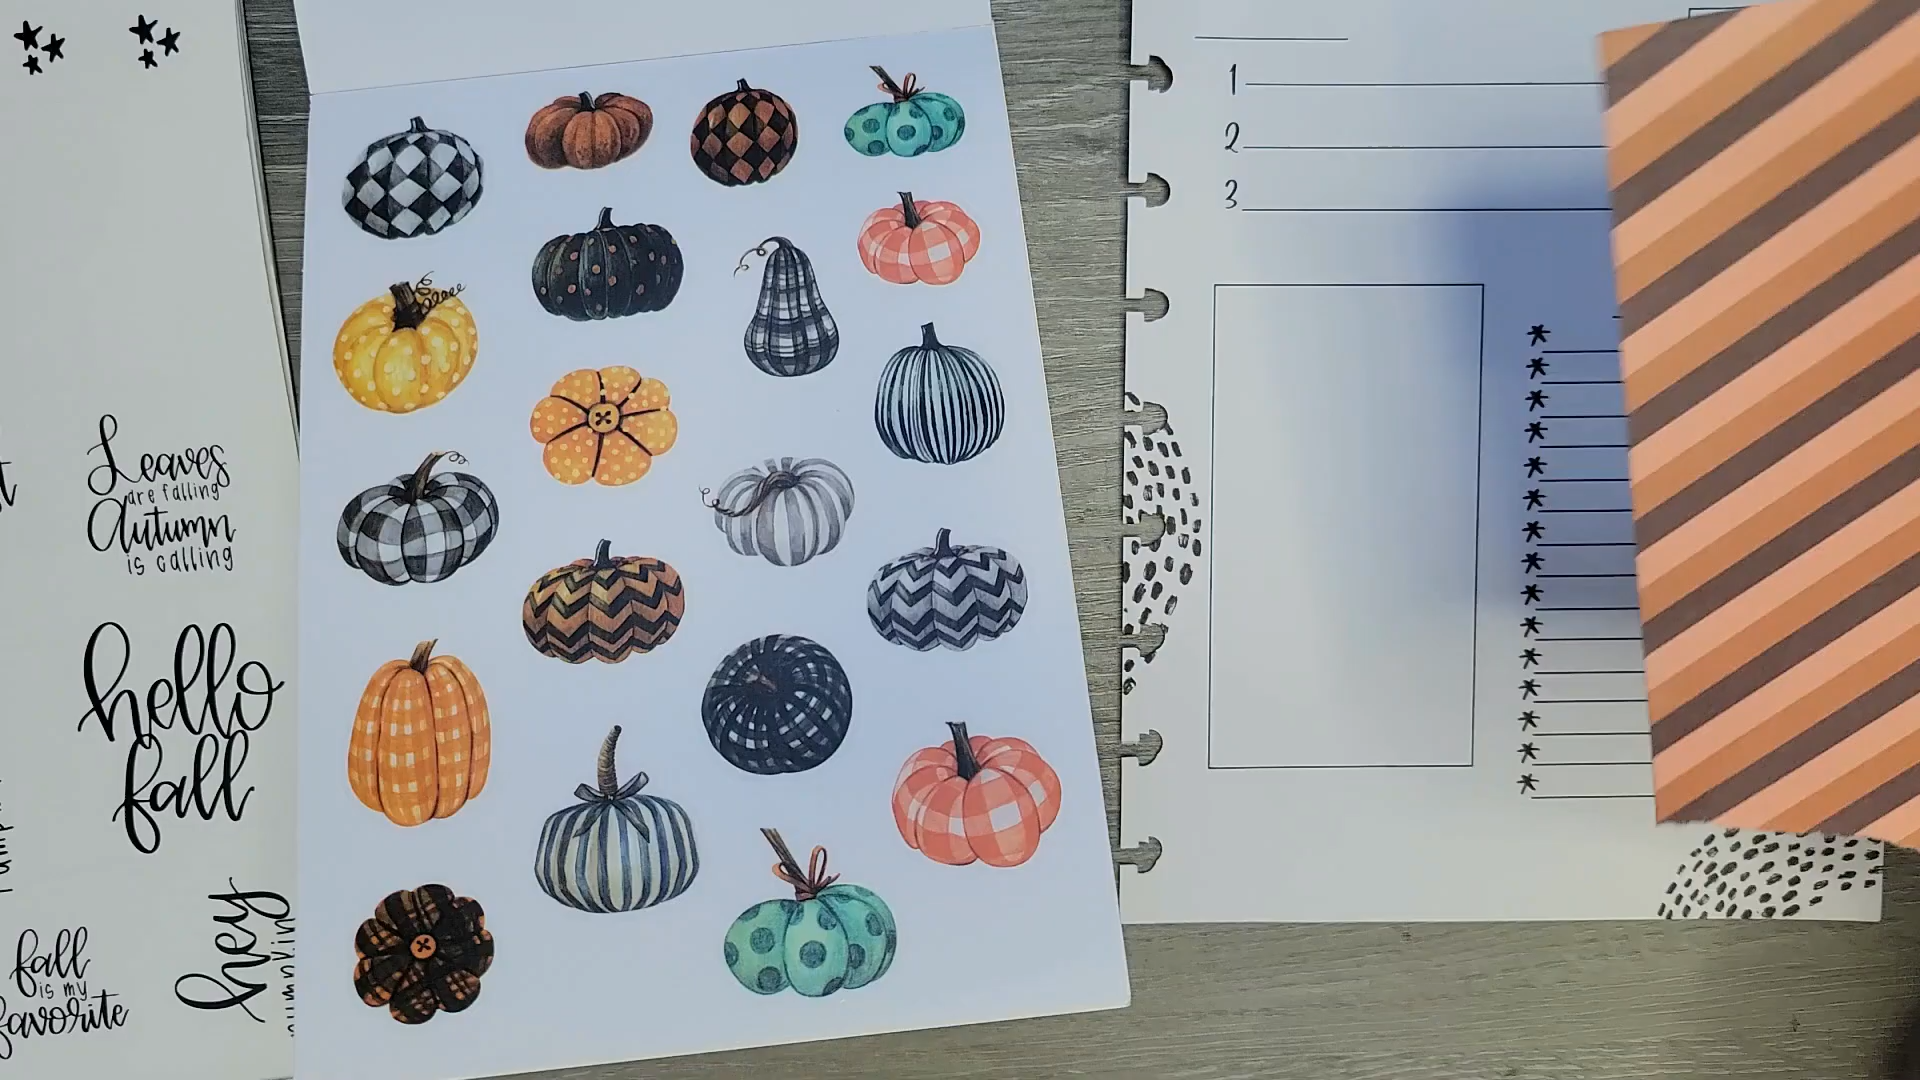 Leaves
are falling
Autumn
is calling
hello
fall
hey
fall
is my
favorite
1
2
3